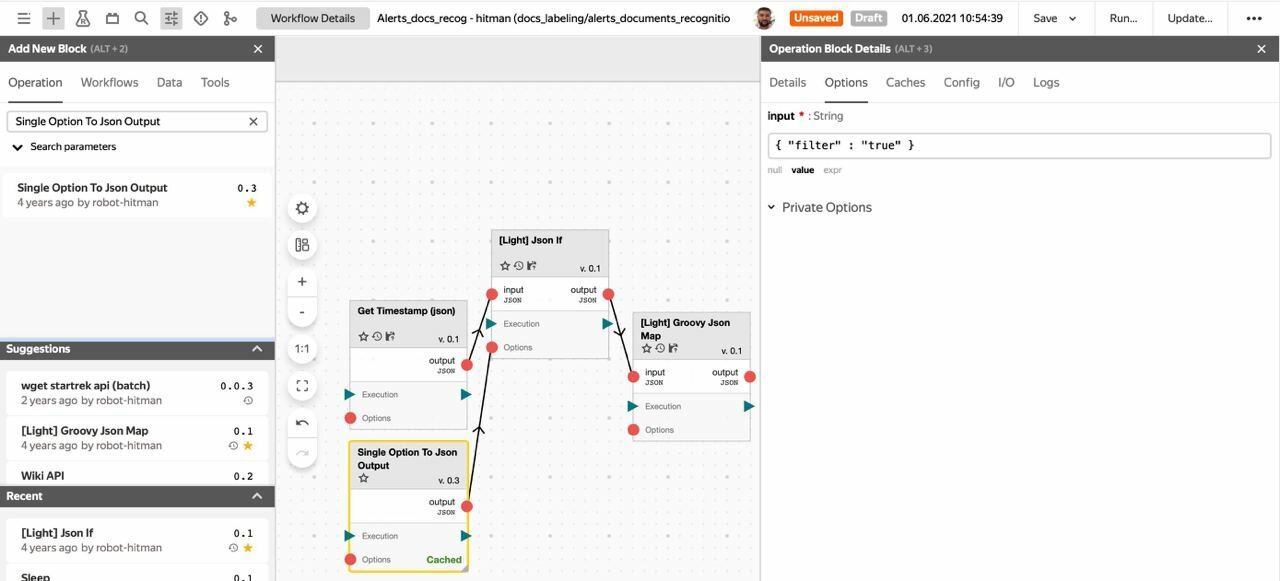 Workflow Details
Alerts_docs_recog - hitman (docs_labeling/alerts_documents_recognitio
Unsaved
Draft
01.06.2021 10:54:39
Save
Run...
Update...
Add New Block (ALT + 2)
Operation
Workflows
Data
Tools
Single Option To Json Output
Search parameters
Single Option To Json Output
0.3
4 years ago by robot-hitman
Suggestions
wget startrek api (batch)
0.0.3
2 years ago by robot-hitman
[Light] Groovy Json Map
0.1
4 years ago by robot-hitman
Wiki API
0.2
Recent
[Light] Json If
0.1
4 years ago by robot-hitman
Sleep
0.1
+
-
1:1
[Light] Json If
v. 0.1
input
JSON
output
JSON
Execution
Options
Get Timestamp (json)
v. 0.1
output
JSON
Execution
Options
[Light] Groovy Json
Map
v. 0.1
input
JSON
output
JSON
Execution
Options
Single Option To Json
Output
v. 0.3
output
JSON
Execution
Options
Cached
Operation Block Details (ALT + 3)
Details
Options
Caches
Config
I/O
Logs
input * : String
{ "filter" : "true" }
null value expr
Private Options